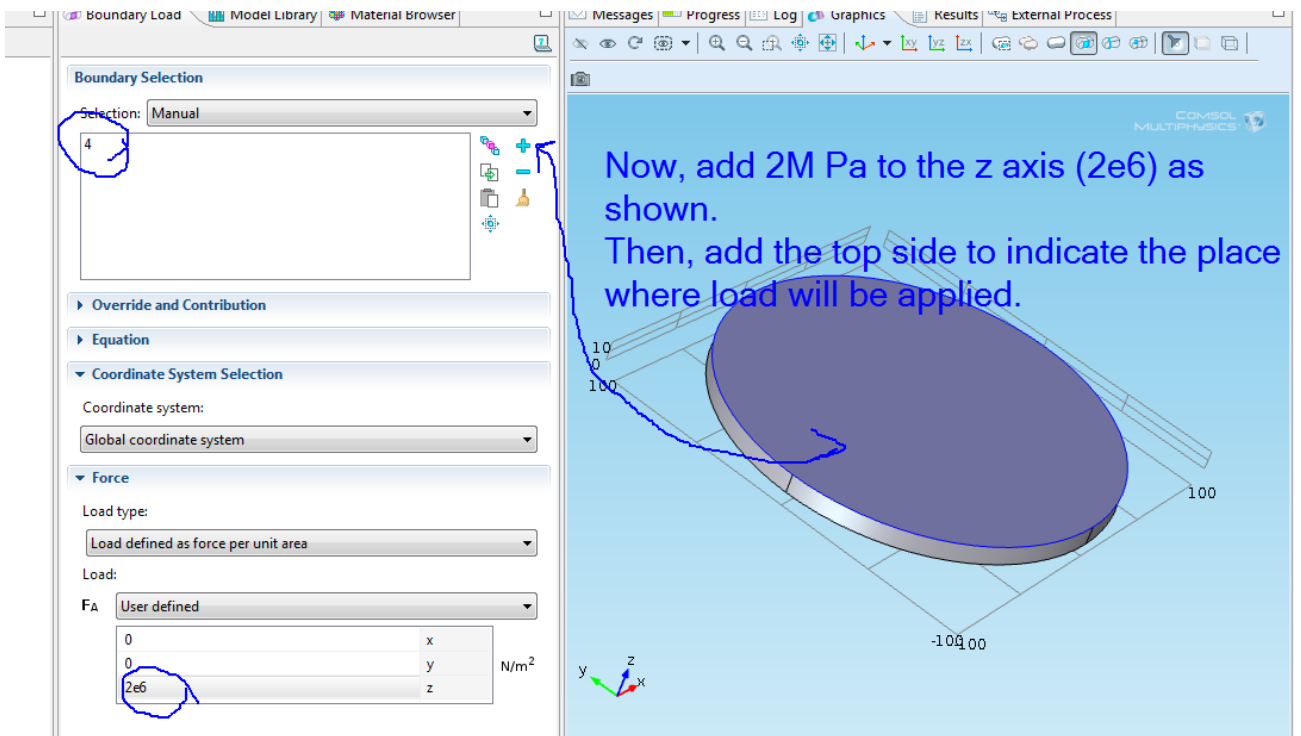 Boundary Load Model Library Material Browser
Messages Progress Log Graphics Results External Process
xy yz zx
Boundary Selection
Selection: Manual
4
Override and Contribution
Equation
Coordinate System Selection
Coordinate system:
Global coordinate system
Force
Load type:
Load defined as force per unit area
Load:
FA User defined
0 x
0 y N/m2
2e6 z
COMSOL
MULTIPHYSICS
Now, add 2M Pa to the z axis (2e6) as
shown.
Then, add the top side to indicate the place
where load will be applied.
10
0
100
100
-100
100
y z x